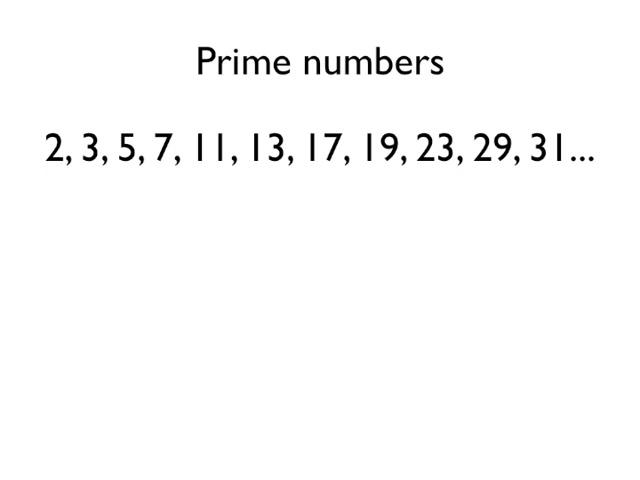 Prime numbers
2, 3, 5, 7, 11, 13, 17, 19, 23, 29, 31...